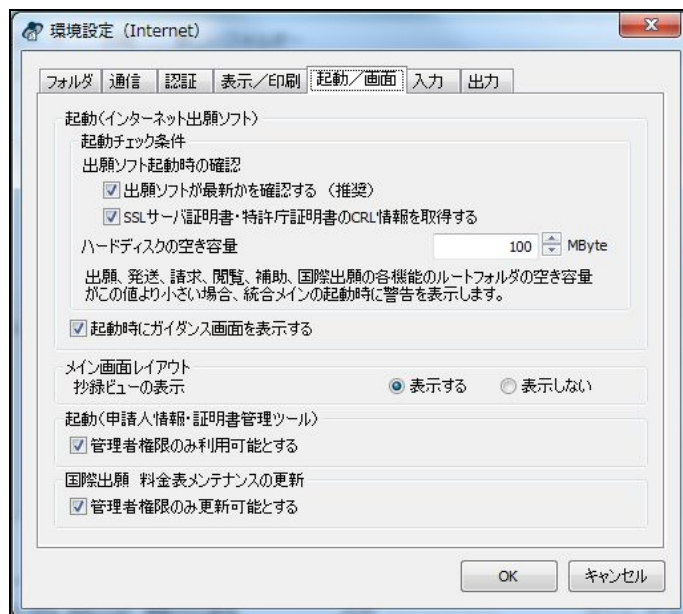 環境設定 (Internet)
フォルダ 通信 認証 表示／印刷 起動／画面 入力 出力
起動(インターネット出願ソフト)
起動チェック条件
出願ソフト起動時の確認
出願ソフトが最新かを確認する (推奨)
SSLサーバ証明書・特許庁証明書のCRL情報を取得する
ハードディスクの空き容量 100 MByte
出願、発送、請求、閲覧、補助、国際出願の各機能のルートフォルダの空き容量
がこの値より小さい場合、統合メインの起動時に警告を表示します。
起動時にガイダンス画面を表示する
メイン画面レイアウト
抄録ビューの表示 表示する 表示しない
起動(申請人情報・証明書管理ツール)
管理者権限のみ利用可能とする
国際出願 料金表メンテナンスの更新
管理者権限のみ更新可能とする
OK キャンセル